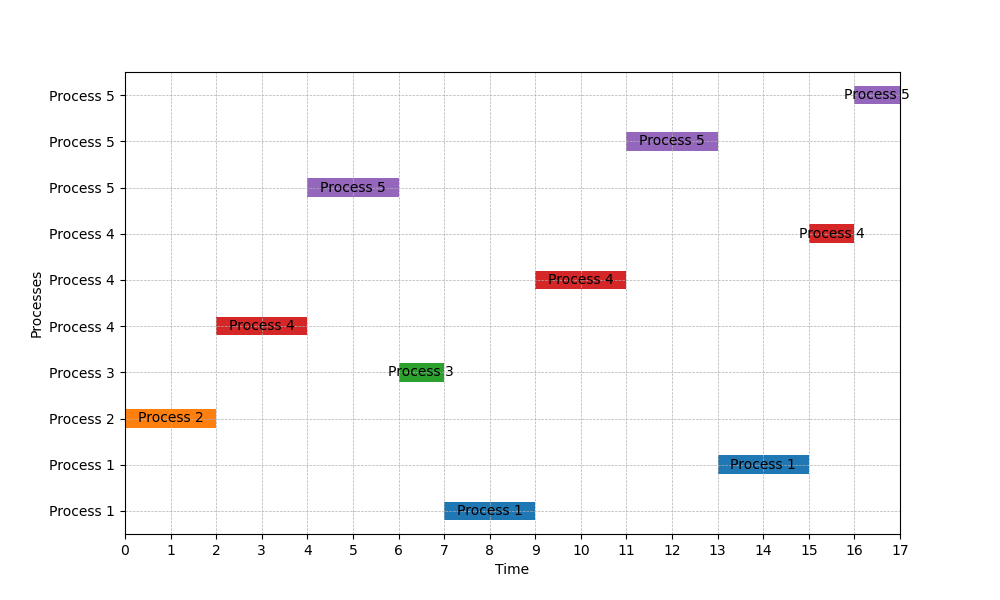 Process 5 Process 5
Process 5 Process 5
Process 5 Process 5
Process 4 Process 4
Process 4 Process 4
Process 4 Process 4
Process 3 Process 3
Process 2 Process 2
Process 1 Process 1
Process 1 Process 1
Processes
0 1 2 3 4 5 6 7 8 9 10 11 12 13 14 15 16 17
Time